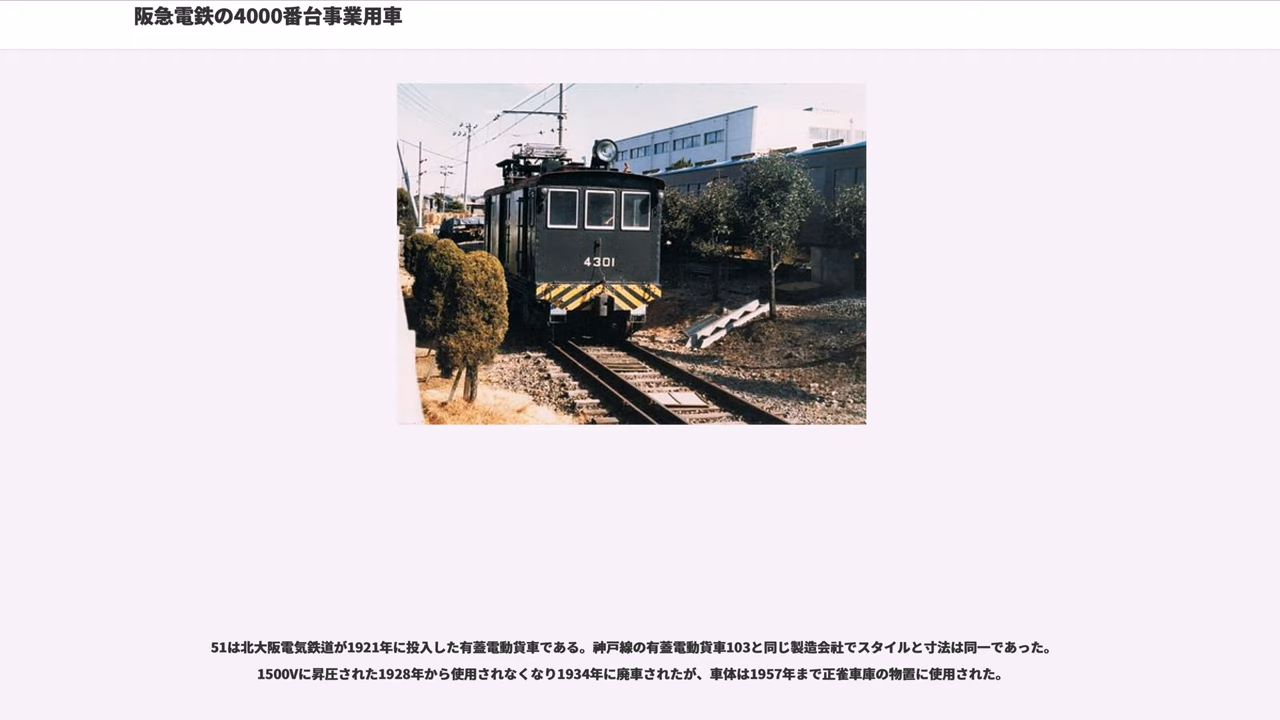 阪急電鉄の4000番台事業用車
4301
51は北大阪電気鉄道が1921年に投入した有蓋電動貨車である。神戸線の有蓋電動貨車103と同じ製造会社でスタイルと寸法は同一であった。
1500Vに昇圧された1928年から使用されなくなり1934年に廃車されたが、車体は1957年まで正雀車庫の物置に使用された。